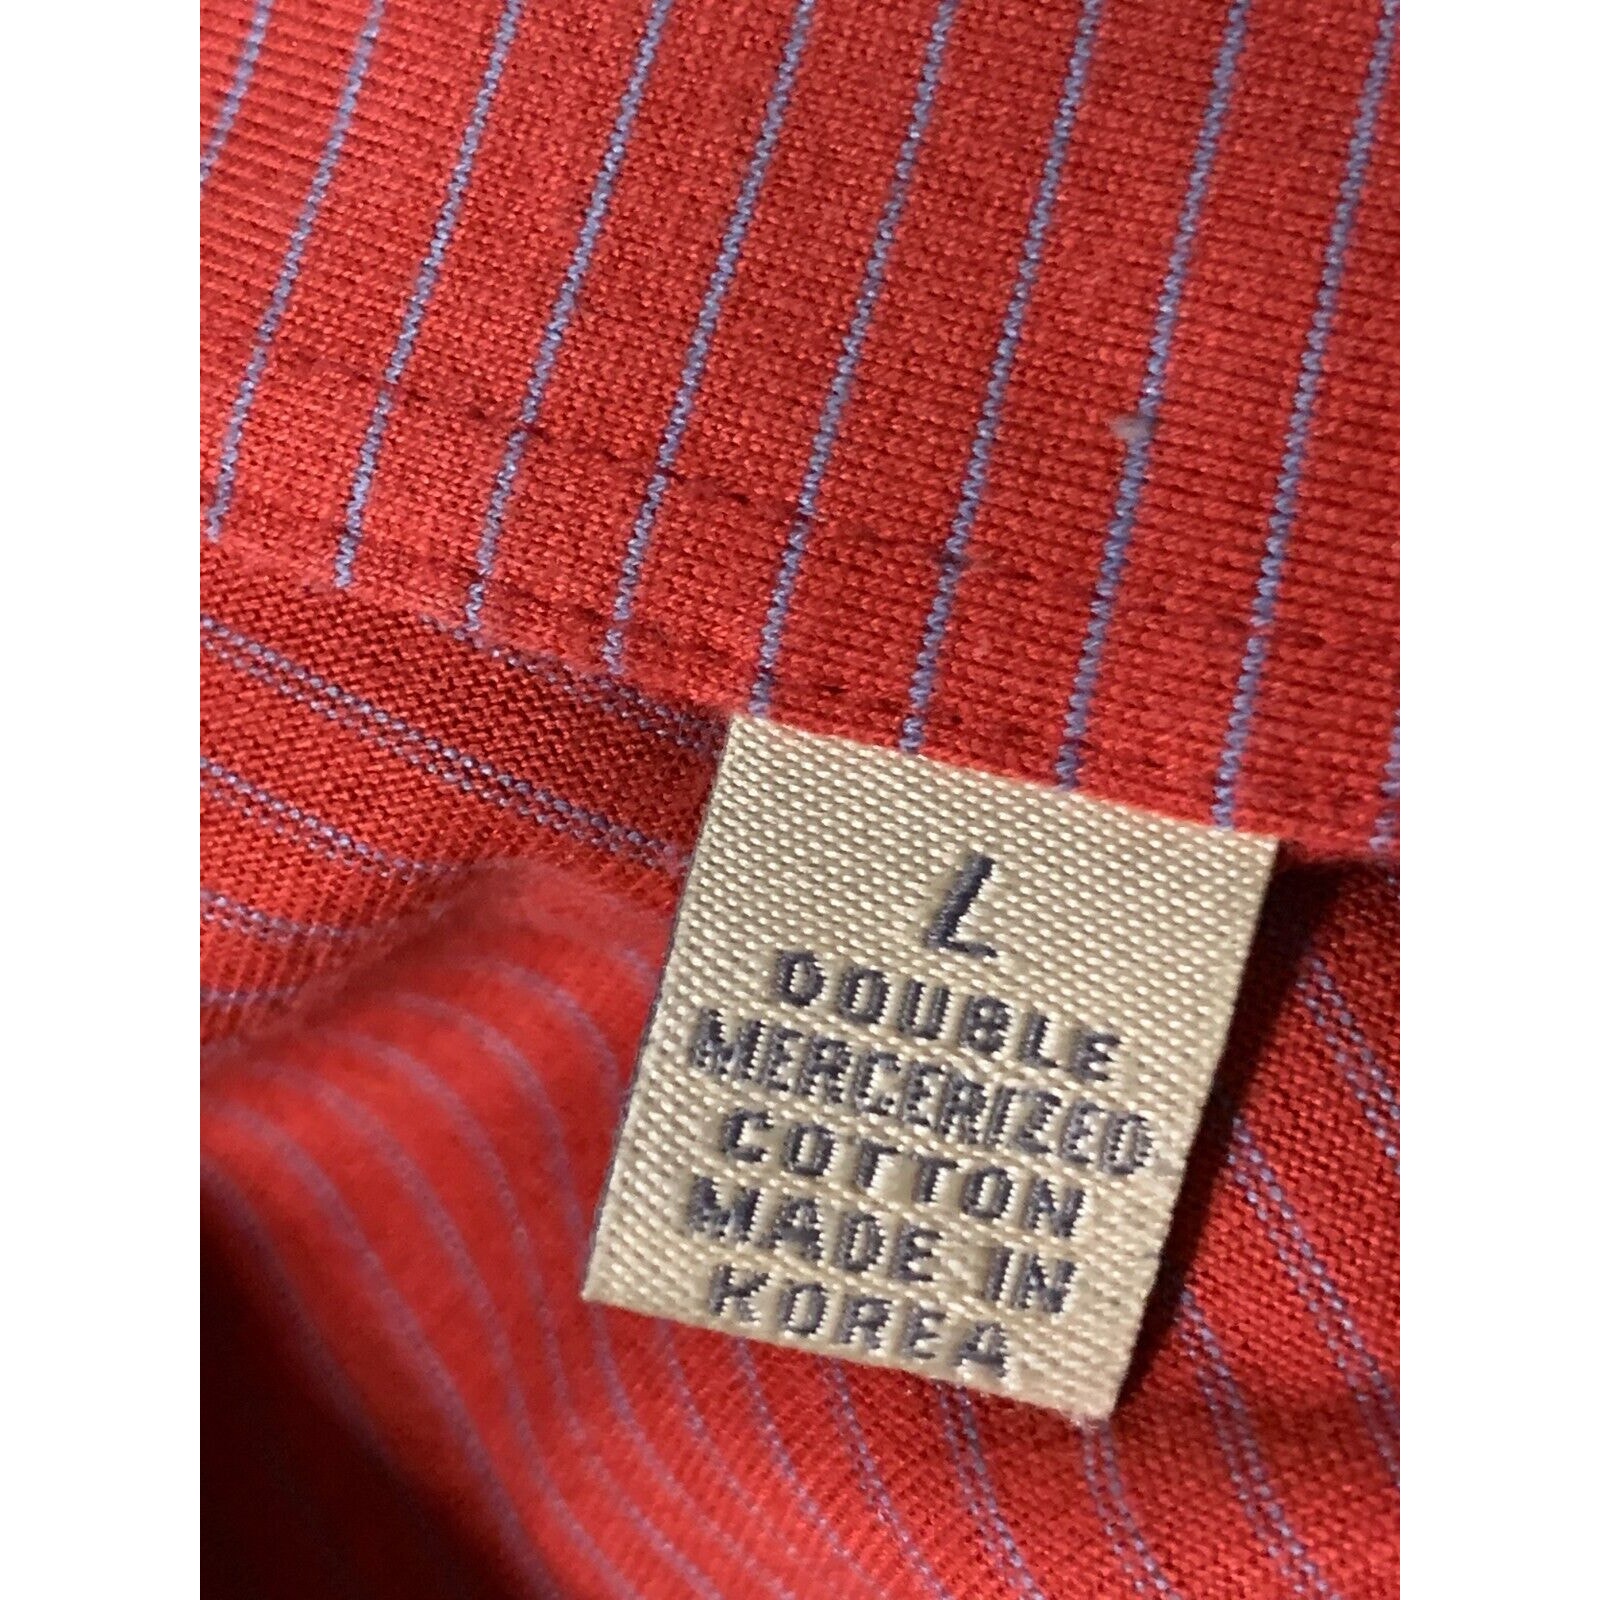 L
DOUBLE
MERCERIZED
COTTON
MADE IN
KOREA